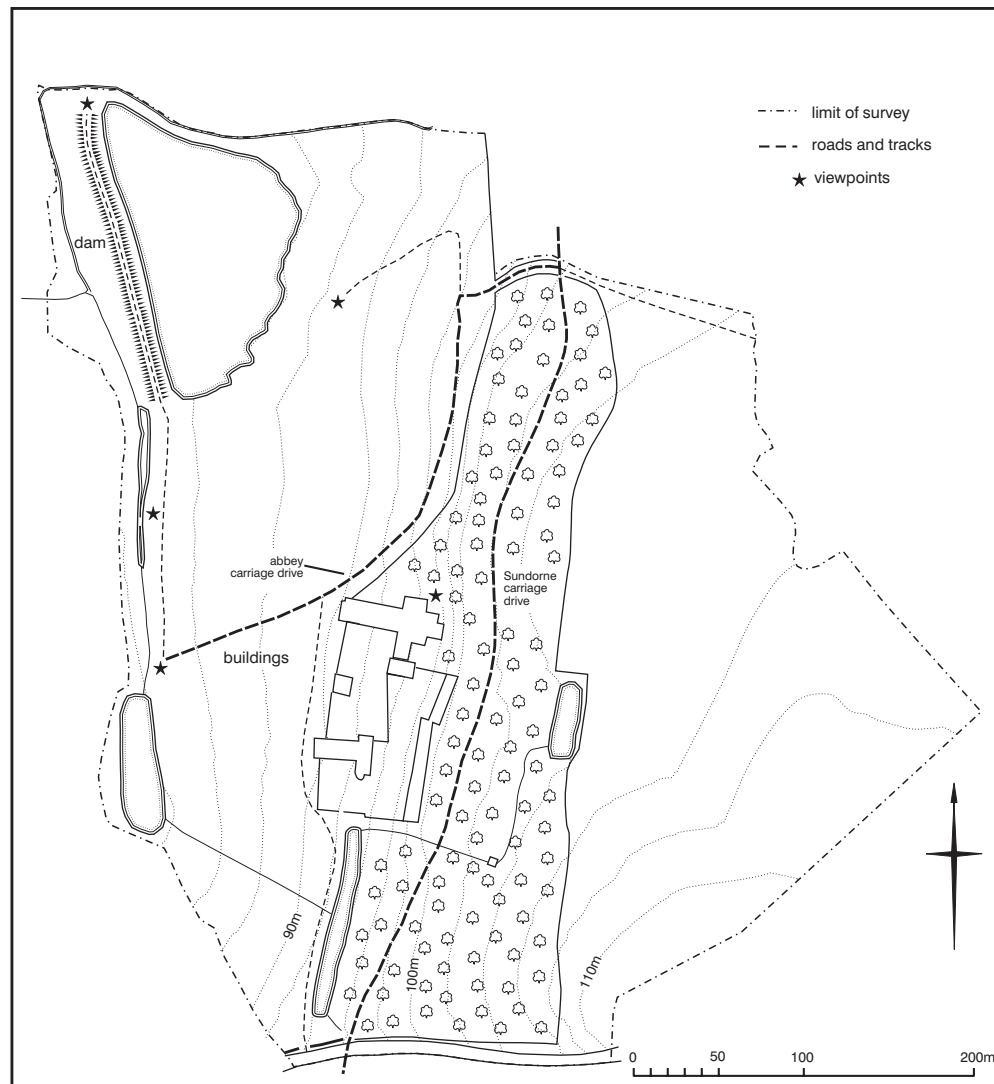 limit of survey
roads and tracks
viewpoints
dam
abbey
carriage drive
Sundorne
carriage
drive
buildings
90m
100m
110m
0 50 100 200m